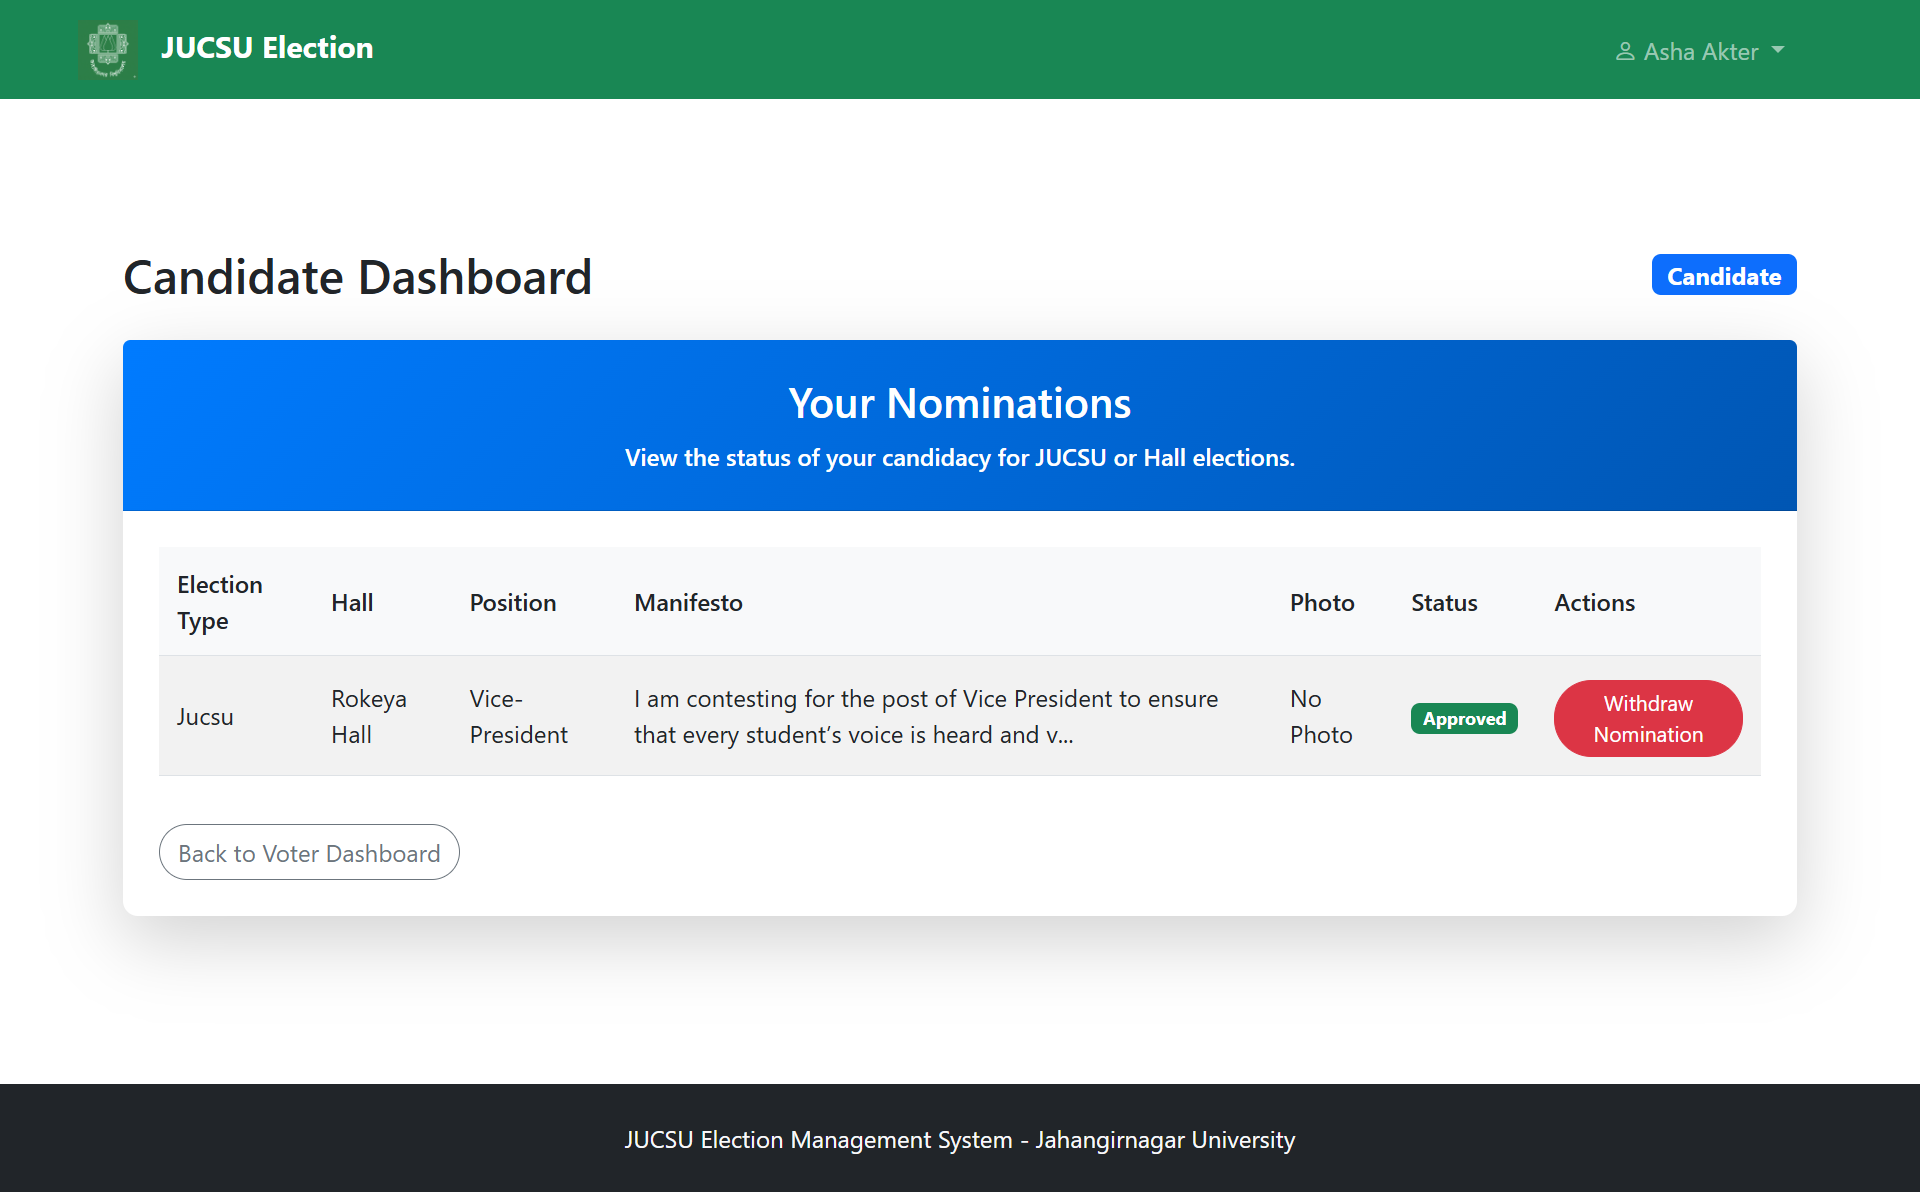 JUCSU Election
Asha Akter
Candidate Dashboard
Candidate
Your Nominations
View the status of your candidacy for JUCSU or Hall elections.
Election Type
Hall
Position
Manifesto
Photo
Status
Actions
Jucsu
Rokeya
Hall
Vice-
President
I am contesting for the post of Vice President to ensure
that every student’s voice is heard and v...
No
Photo
Approved
Withdraw
Nomination
Back to Voter Dashboard
JUCSU Election Management System - Jahangirnagar University